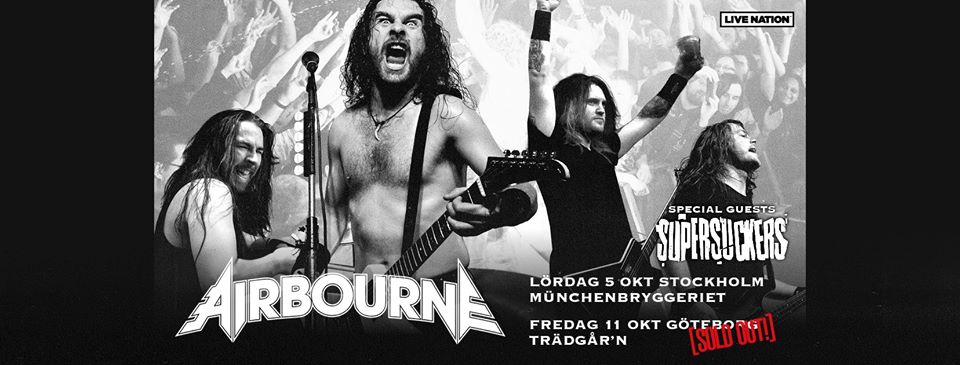 LIVE NATION
SPECIAL GUESTS
SUPERSUCKERS
AIRBOURNE
LÖRDAG 5 OKT STOCKHOLM
MÜNCHENBRYGGERIET
FREDAG 11 OKT GÖTEBORG
[SOLD OUT!]
TRÄDGÅR'N